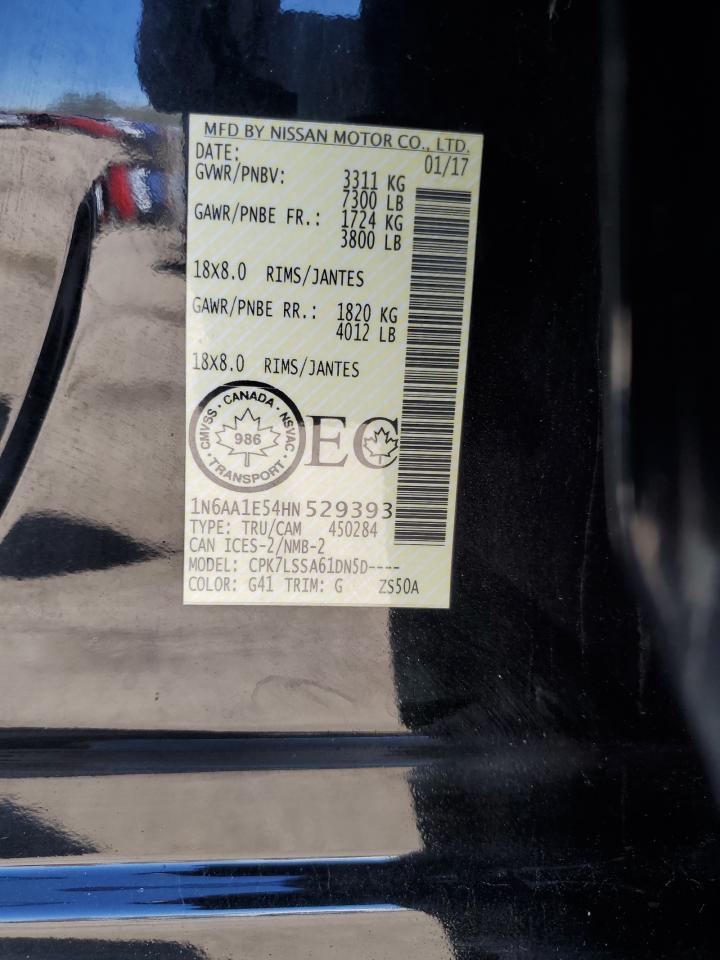 MFD BY NISSAN MOTOR CO., LTD.
DATE: 01/17
GVWR/PNBV: 3311 KG
7300 LB
GAWR/PNBE FR.: 1724 KG
3800 LB
18X8.0 RIMS/JANTES
GAWR/PNBE RR.: 1820 KG
4012 LB
18X8.0 RIMS/JANTES
CMVSS · CANADA · NSVAC
986
· TRANSPORT ·
EC
1N6AA1E54HN529393
TYPE: TRU/CAM 450284
CAN ICES-2/NMB-2
MODEL: CPK7LSSA61DN5D----
COLOR: G41 TRIM: G ZS50A